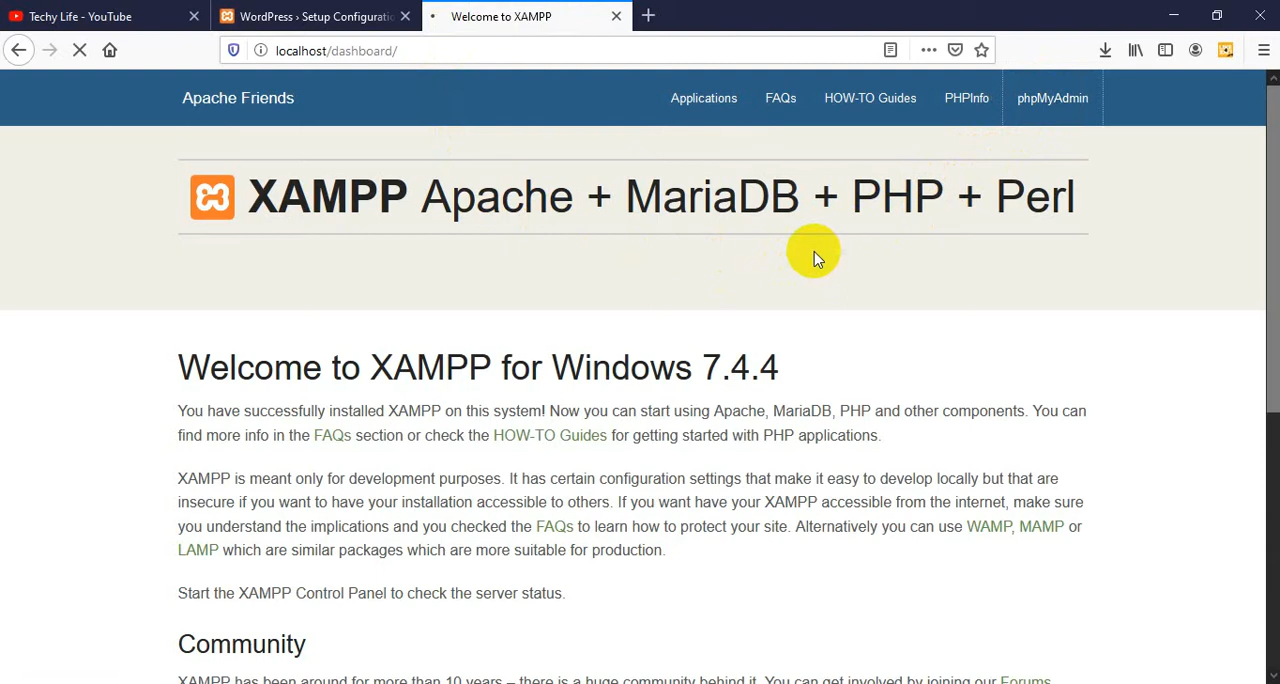 Techy Life - YouTube
WordPress › Setup Configuratio
Welcome to XAMPP
localhost/dashboard/
Apache Friends
Applications
FAQs
HOW-TO Guides
PHPInfo
phpMyAdmin
XAMPP Apache + MariaDB + PHP + Perl
Welcome to XAMPP for Windows 7.4.4
You have successfully installed XAMPP on this system! Now you can start using Apache, MariaDB, PHP and other components. You can
find more info in the FAQs section or check the HOW-TO Guides for getting started with PHP applications.
XAMPP is meant only for development purposes. It has certain configuration settings that make it easy to develop locally but that are
insecure if you want to have your installation accessible to others. If you want have your XAMPP accessible from the internet, make sure
you understand the implications and you checked the FAQs to learn how to protect your site. Alternatively you can use WAMP, MAMP or
LAMP which are similar packages which are more suitable for production.
Start the XAMPP Control Panel to check the server status.
Community
XAMPP has been around for more than 10 years – there is a huge community behind it. You can get involved by joining our Forums,